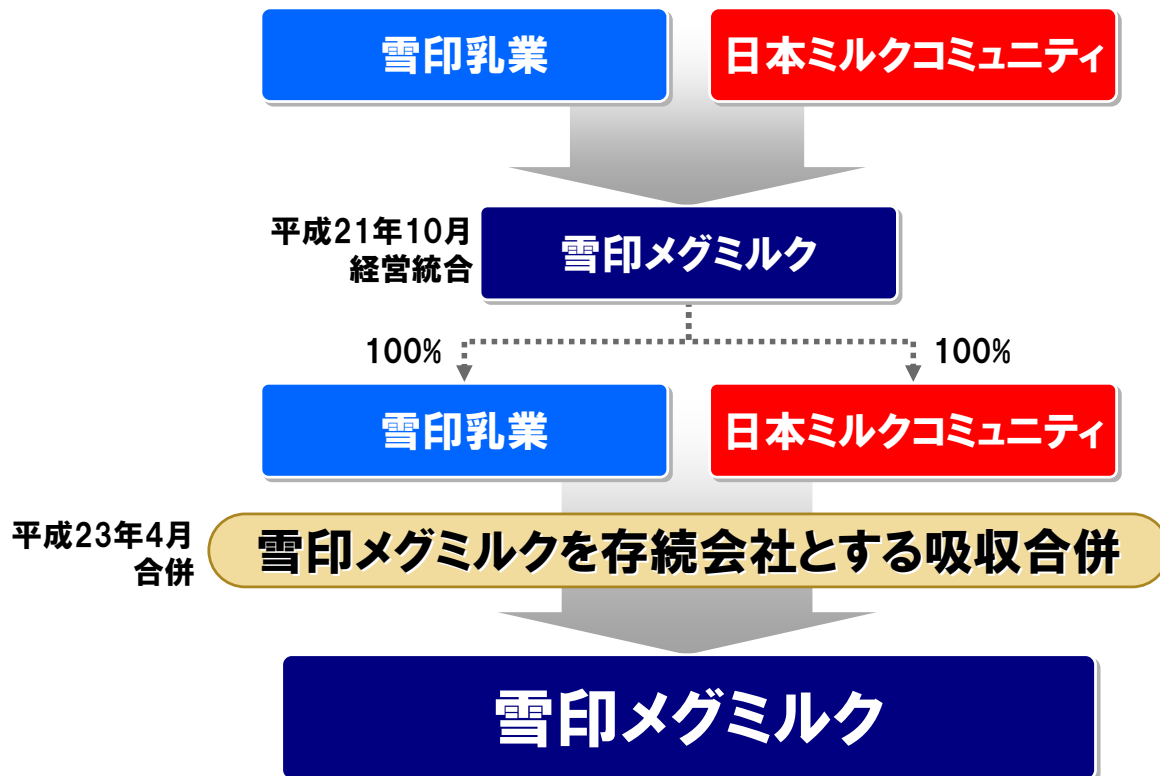 雪印乳業
日本ミルクコミュニティ
平成21年10月
経営統合
雪印メグミルク
100%
100%
雪印乳業
日本ミルクコミュニティ
平成23年4月
合併
雪印メグミルクを存続会社とする吸収合併
雪印メグミルク